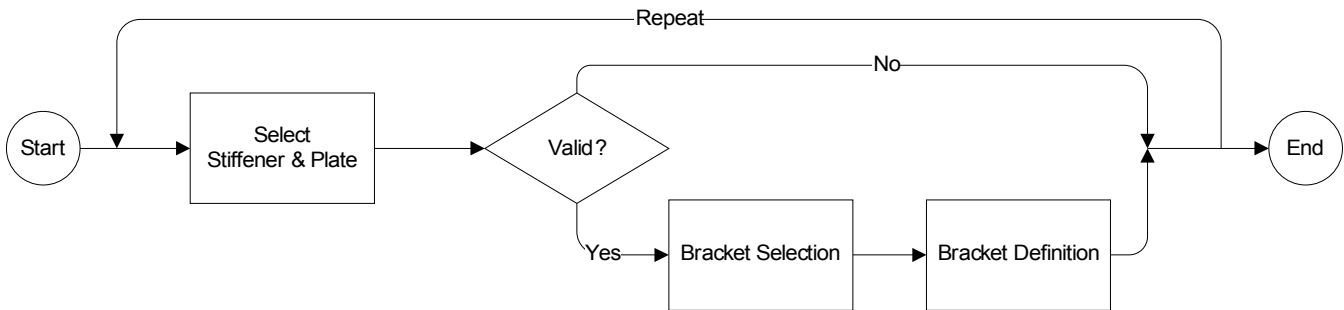 Repeat
No
Start
Select
Stiffener & Plate
Valid?
End
Yes
Bracket Selection
Bracket Definition